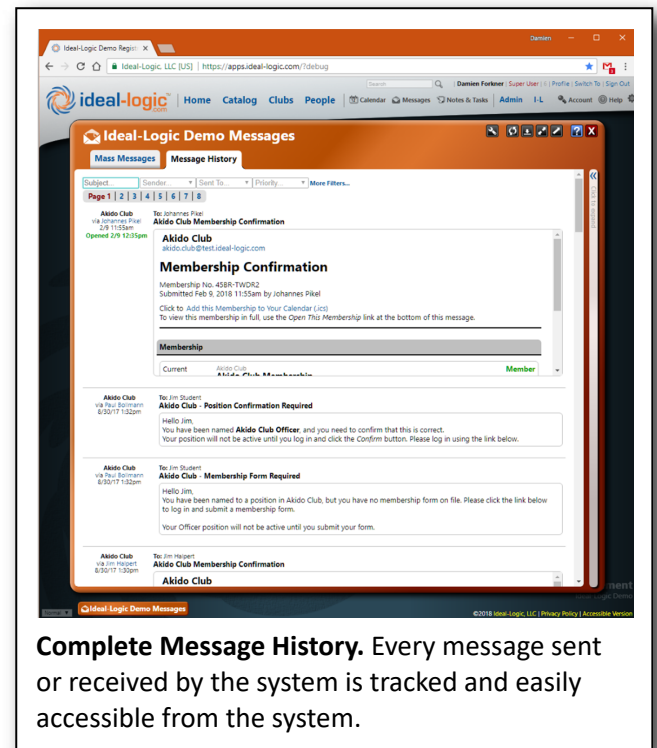 Damien
Ideal-Logic Demo Regist
Ideal-Logic, LLC [US] | https://apps.ideal-logic.com/?debug
Search
Damien Forkner | Super User | | Profile | Switch To | Sign Out
ideal-logic™ .com | Home Catalog Clubs People | Calendar Messages Notes & Tasks | Admin I-L Account Help
Ideal-Logic Demo Messages
Mass Messages Message History
Click to expand
Subject... Sender... Sent To... Priority... More Filters...
Page 1 | 2 | 3 | 4 | 5 | 6 | 7 | 8
Akido Club
via Johannes Pikel
2/9 11:55am
Opened 2/9 12:35pm
To: Johannes Pikel
Akido Club Membership Confirmation
Akido Club
akido.club@test.ideal-logic.com
Membership Confirmation
Membership No. 458R-TWDR2
Submitted Feb 9, 2018 11:55am by Johannes Pikel
Click to Add this Membership to Your Calendar (.ics)
To view this membership in full, use the Open This Membership link at the bottom of this message.
Membership
Current Akido Club Member
Akido Club Membership
Akido Club
via Paul Bollmann
8/30/17 1:32pm
To: Jim Student
Akido Club - Position Confirmation Required
Hello Jim,
You have been named Akido Club Officer, and you need to confirm that this is correct.
Your position will not be active until you log in and click the Confirm button. Please log in using the link below.
Akido Club
via Paul Bollmann
8/30/17 1:32pm
To: Jim Student
Akido Club - Membership Form Required
Hello Jim,
You have been named to a position in Akido Club, but you have no membership form on file. Please click the link below
to log in and submit a membership form.
Your Officer position will not be active until you submit your form.
Akido Club
via Jim Halpert
8/30/17 1:30pm
To: Jim Halpert
Akido Club Membership Confirmation
Akido Club
Normal
Ideal-Logic Demo Messages
©2018 Ideal-Logic, LLC | Privacy Policy | Accessible Version
Complete Message History. Every message sent
or received by the system is tracked and easily
accessible from the system.